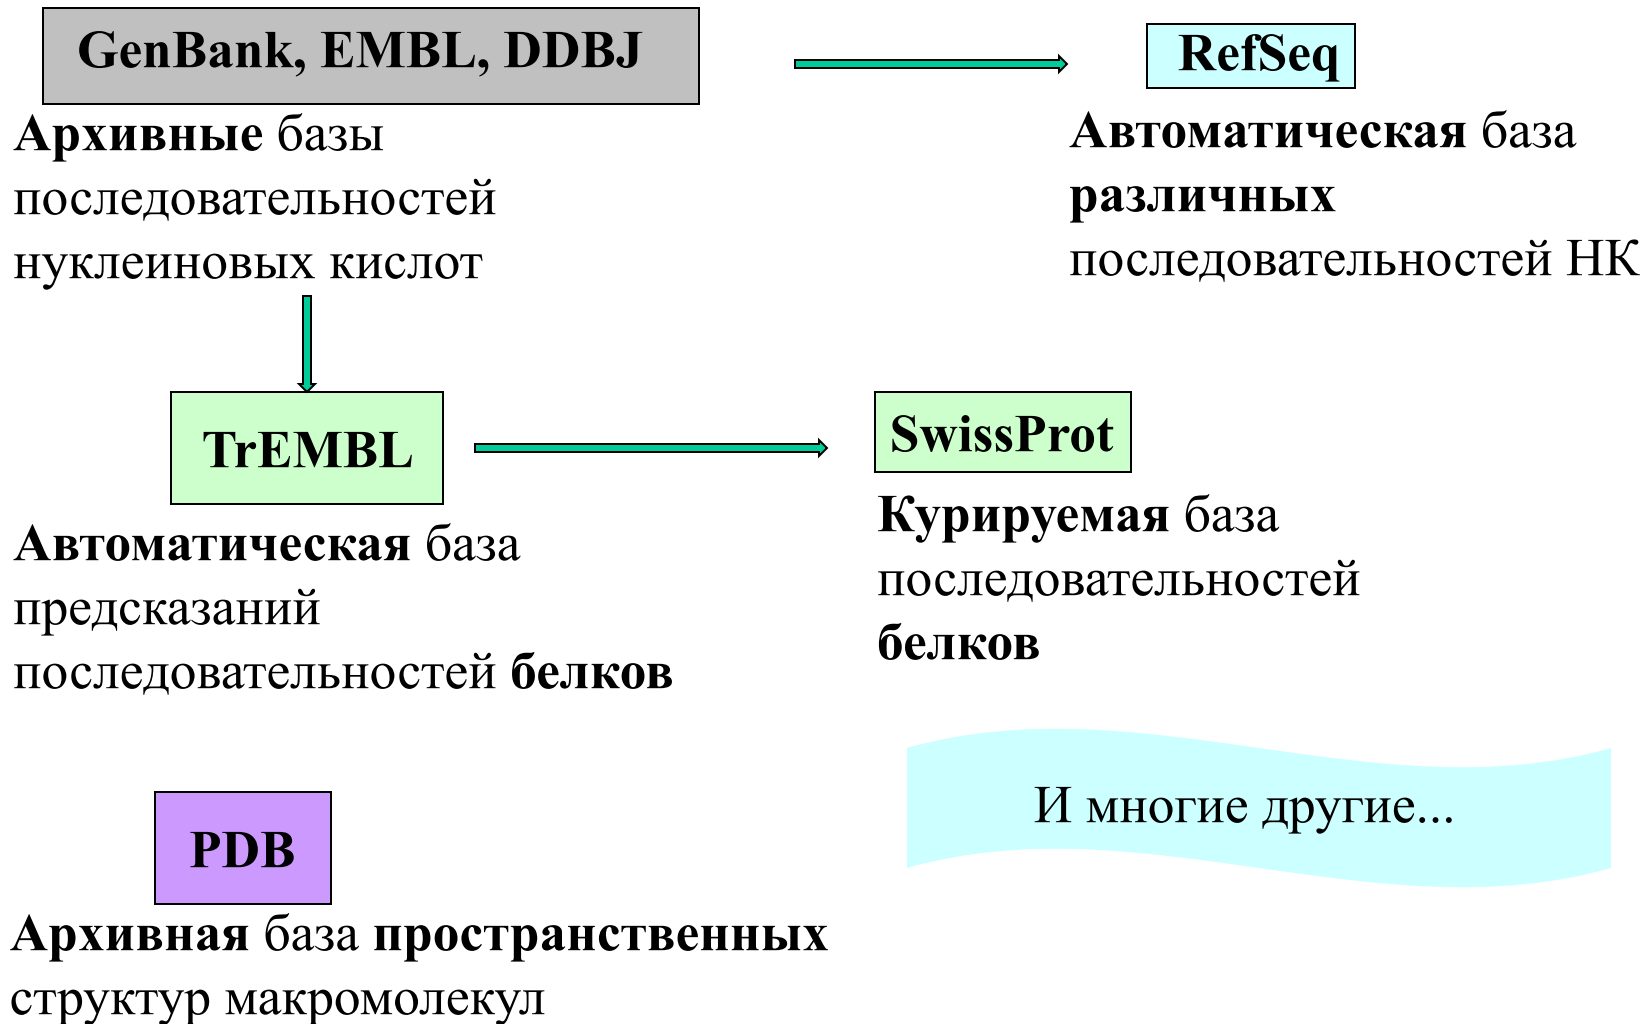 GenBank, EMBL, DDBJ
Архивные базы
последовательностей
нуклеиновых кислот
RefSeq
Автоматическая база
различных
последовательностей НК
TrEMBL
Автоматическая база
предсказаний
последовательностей белков
SwissProt
Курируемая база
последовательностей
белков
PDB
Архивная база пространственных
структур макромолекул
И многие другие...